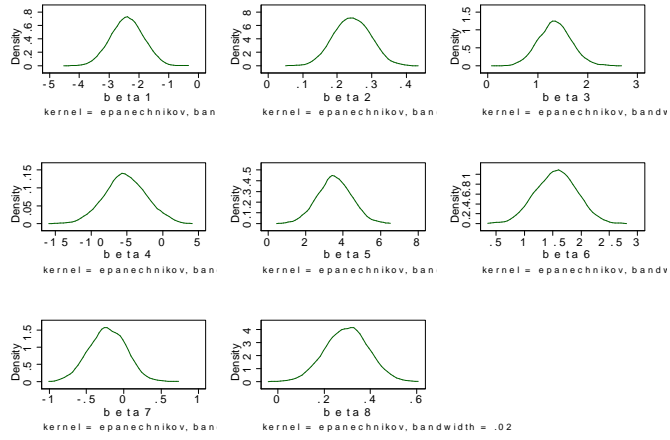 Density
0 .2 .4 .6 .8
-5 -4 -3 -2 -1 0
beta1
kernel = epanechnikov, ban
Density
0 2 4 6 8
0 .1 .2 .3 .4
beta2
kernel = epanechnikov, ban
Density
0 .5 1 1.5
0 1 2 3
beta3
kernel = epanechnikov, bandw
Density
0 .05 .1 .15
-15 -10 -5 0 5
beta4
kernel = epanechnikov, ban
Density
0 .1 .2 .3 .4 .5
0 2 4 6 8
beta5
kernel = epanechnikov, ban
Density
0 .2 .4 .6 .8 1
.5 1 1.5 2 2.5 3
beta6
kernel = epanechnikov, bandw
Density
0 .5 1 1.5
-1 -.5 0 .5 1
beta7
kernel = epanechnikov, ban
Density
0 1 2 3 4
0 .2 .4 .6
beta8
kernel = epanechnikov, bandwidth = .02